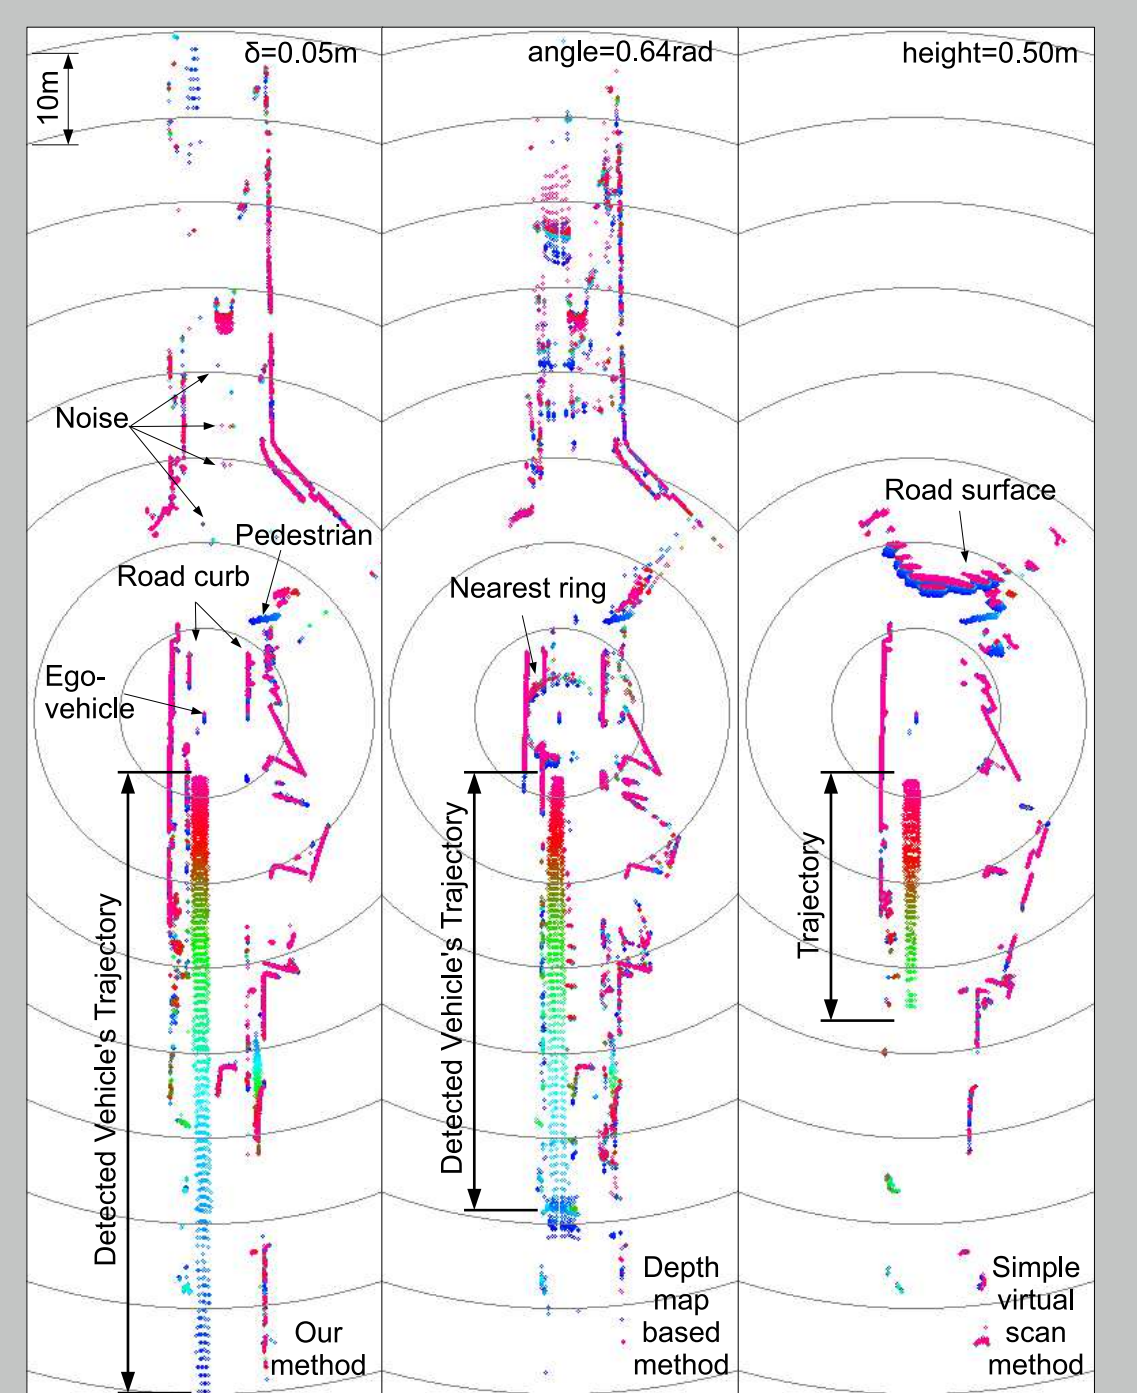 δ=0.05m
10m
Noise
Pedestrian
Road curb
Ego-
vehicle
Detected Vehicle's Trajectory
Our
method
angle=0.64rad
Nearest ring
Detected Vehicle's Trajectory
Depth
map
based
method
height=0.50m
Road surface
Trajectory
Simple
virtual
scan
method